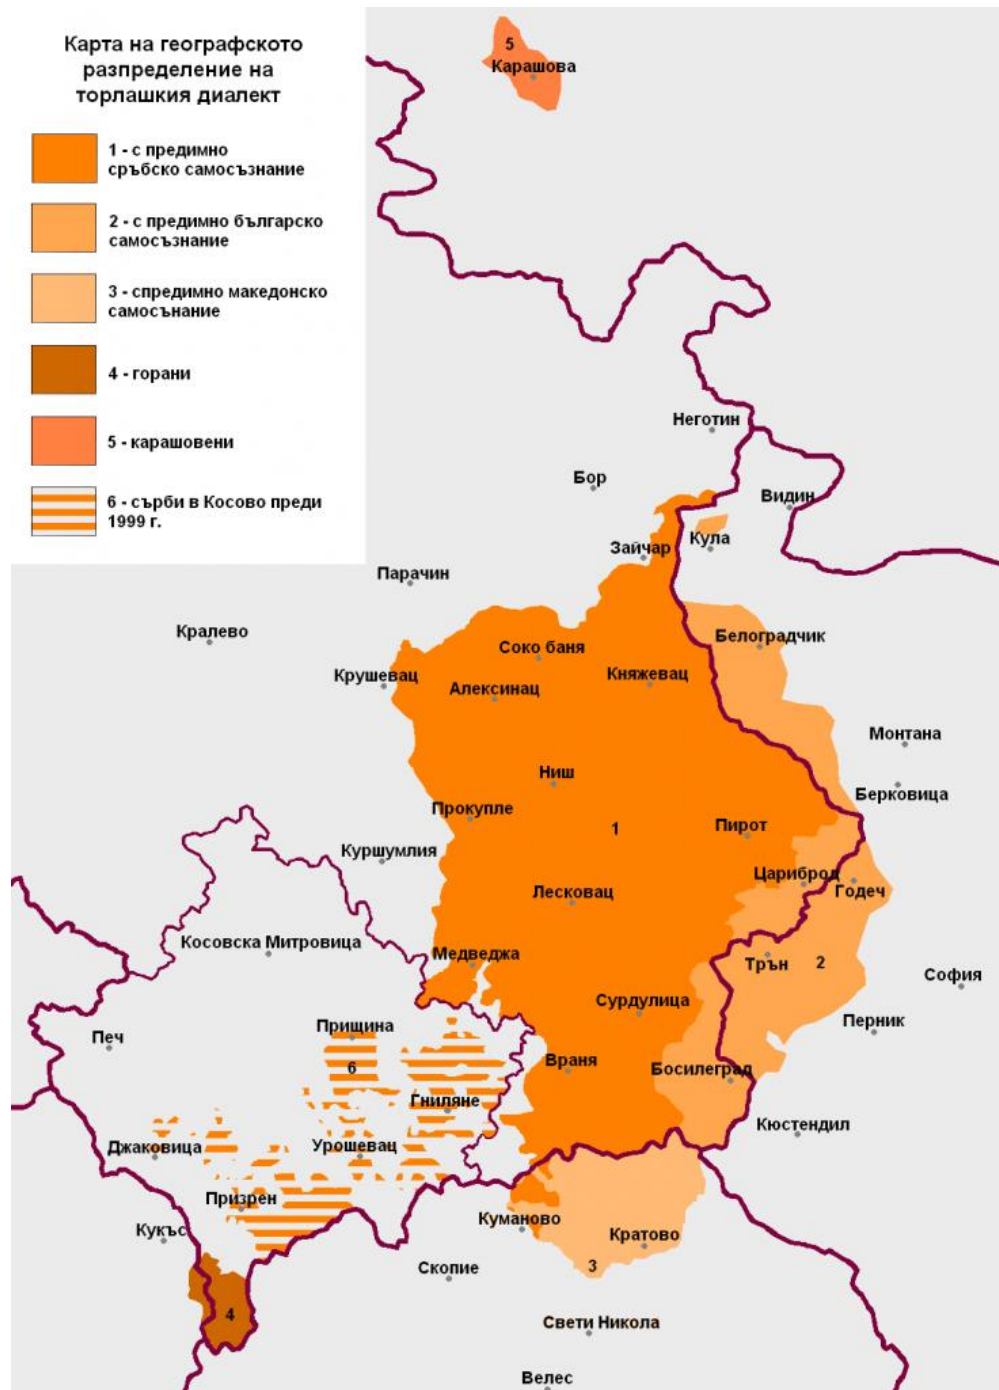 Карта на географското
разпределение на
торлашкия диалект
1 - с предимно
сръбско самосъзнание
2 - с предимно българско
самосъзнание
3 - спредимно македонско
самосънание
4 - горани
5 - карашовени
6 - сърби в Косово преди
1999 г.
5
Карашова
Неготин
Бор
Видин
Зайчар
Кула
Парачин
Кралево
Белоградчик
Соко баня
Крушевац
Княжевац
Алексинац
Монтана
Ниш
Берковица
Прокупле
1
Пирот
Куршумлия
Цариброд
Годеч
Лесковац
Косовска Митровица
Медведжа
Трън
2
София
Сурдулица
Прищина
Перник
Печ
6
Враня
Босилеград
Гниляне
Кюстендил
Джаковица
Урошевац
Призрен
Куманово
Кукъс
Кратово
Скопие
3
4
Свети Никола
Велес